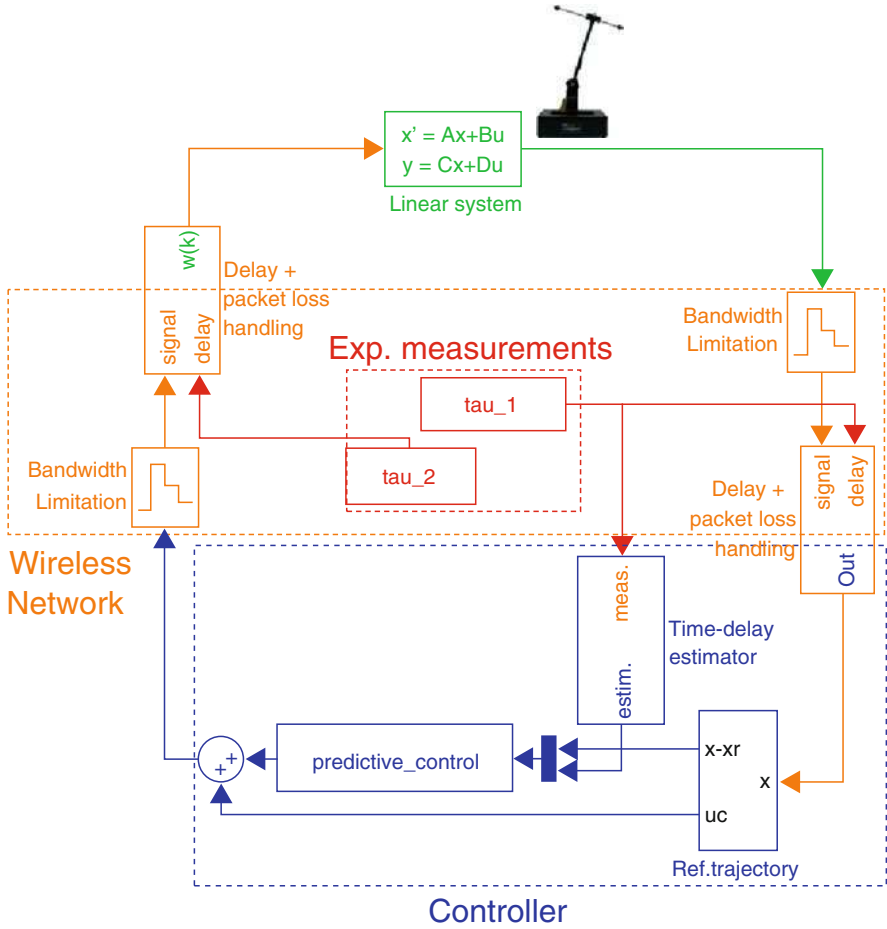 x' = Ax+Bu
y = Cx+Du
Linear system
w(k)
signal
delay
Delay +
packet loss
handling
Bandwidth
Limitation
Exp. measurements
tau_1
tau_2
Bandwidth
Limitation
signal
delay
Out
Delay +
packet loss
handling
Wireless
Network
meas.
estim.
Time-delay
estimator
predictive_control
+
+
x-xr
x
uc
Ref.trajectory
Controller